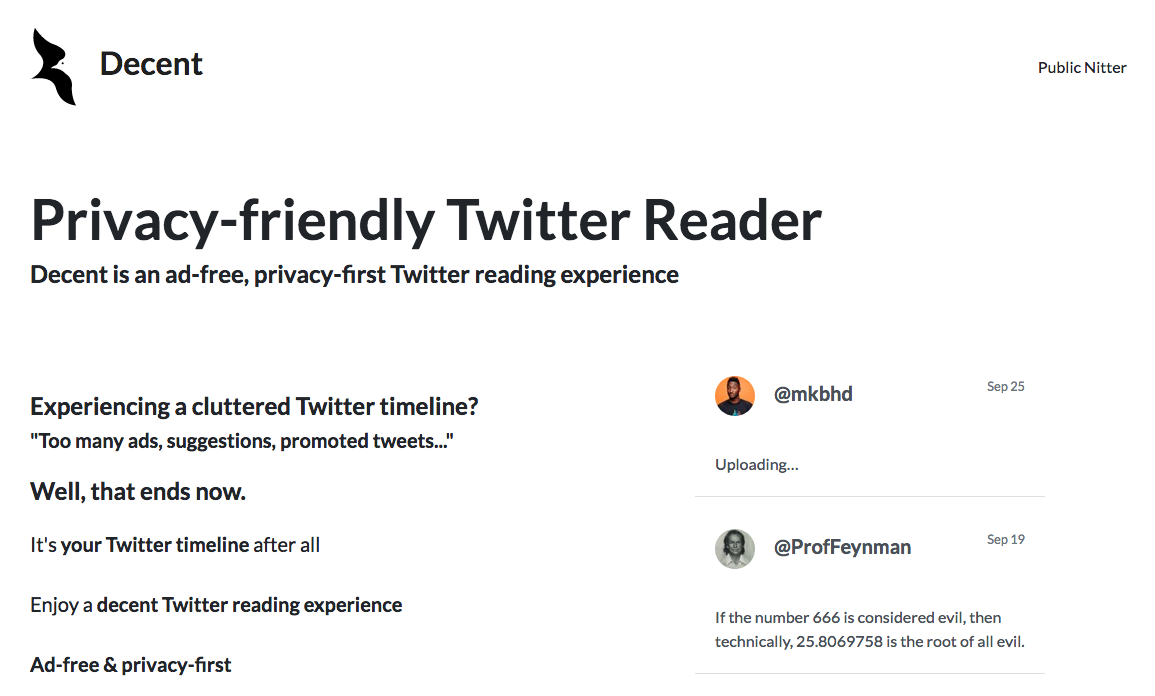 Decent
Public Nitter
Privacy-friendly Twitter Reader
Decent is an ad-free, privacy-first Twitter reading experience
Experiencing a cluttered Twitter timeline?
"Too many ads, suggestions, promoted tweets..."
Well, that ends now.
It's your Twitter timeline after all
Enjoy a decent Twitter reading experience
Ad-free & privacy-first
@mkbhd
Sep 25
Uploading...
@ProfFeynman
Sep 19
If the number 666 is considered evil, then
technically, 25.8069758 is the root of all evil.